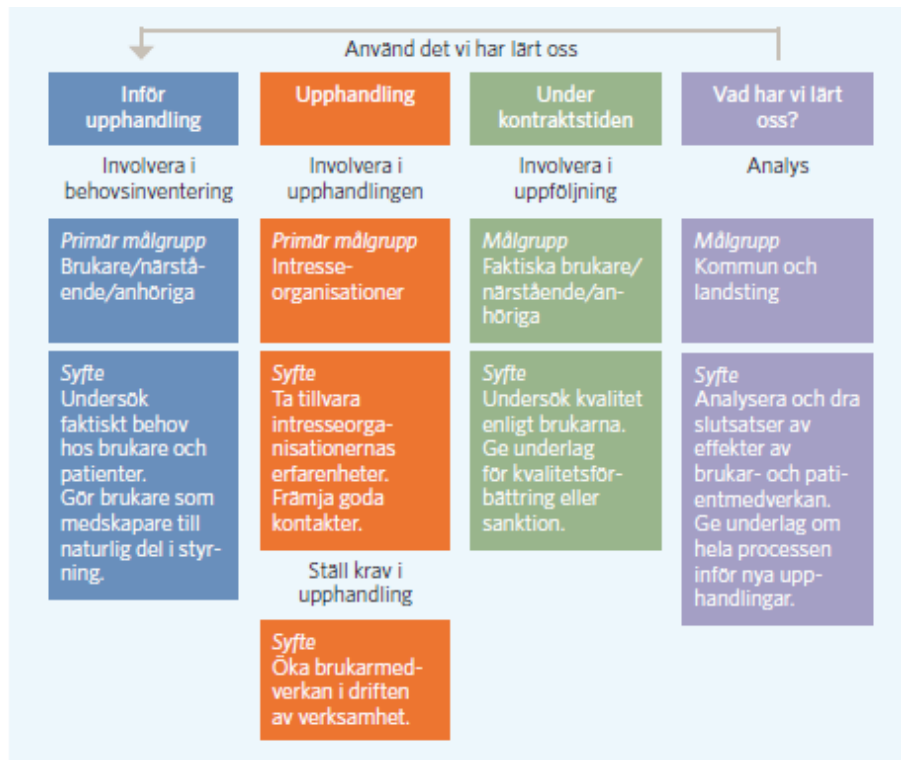 Använd det vi har lärt oss
Inför
upphandling
Involvera i
behovsinventering
Primär målgrupp
Brukare/närstå-
ende/anhöriga
Syfte
Undersök
faktiskt behov
hos brukare och
patienter.
Gör brukare som
medskapare till
naturlig del i styr-
ning.
Upphandling
Involvera i
upphandlingen
Primär målgrupp
Intresse-
organisationer
Syfte
Ta tillvara
intresseorga-
nisationernas
erfarenheter.
Främja goda
kontakter.
Ställ krav i
upphandling
Syfte
Öka brukarmed-
verkan i driften
av verksamhet.
Under
kontraktstiden
Involvera i
uppföljning
Målgrupp
Faktiska brukare/
närstående/an-
höriga
Syfte
Undersök kvalitet
enligt brukarna.
Ge underlag
för kvalitetsför-
bättring eller
sanktion.
Vad har vi lärt
oss?
Analys
Målgrupp
Kommun och
landsting
Syfte
Analysera och dra
slutsatser av
effekter av
brukar- och pati-
entmedverkan.
Ge underlag om
hela processen
inför nya upp-
handlingar.